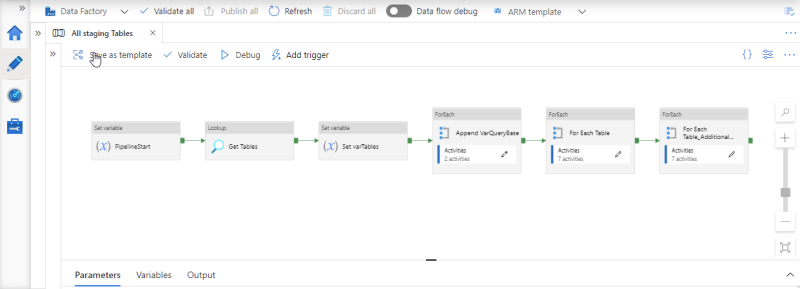 Data Factory
Validate all
Publish all
Refresh
Discard all
Data flow debug
ARM template
All staging Tables
Save as template
Validate
Debug
Add trigger
Set variable
PipelineStart
Lookup
Get Tables
Set variable
Set varTables
ForEach
Append VarQueryBase
Activities
2 activities
ForEach
For Each Table
Activities
7 activities
ForEach
For Each
Table_Additional...
Activities
7 activities
Parameters
Variables
Output